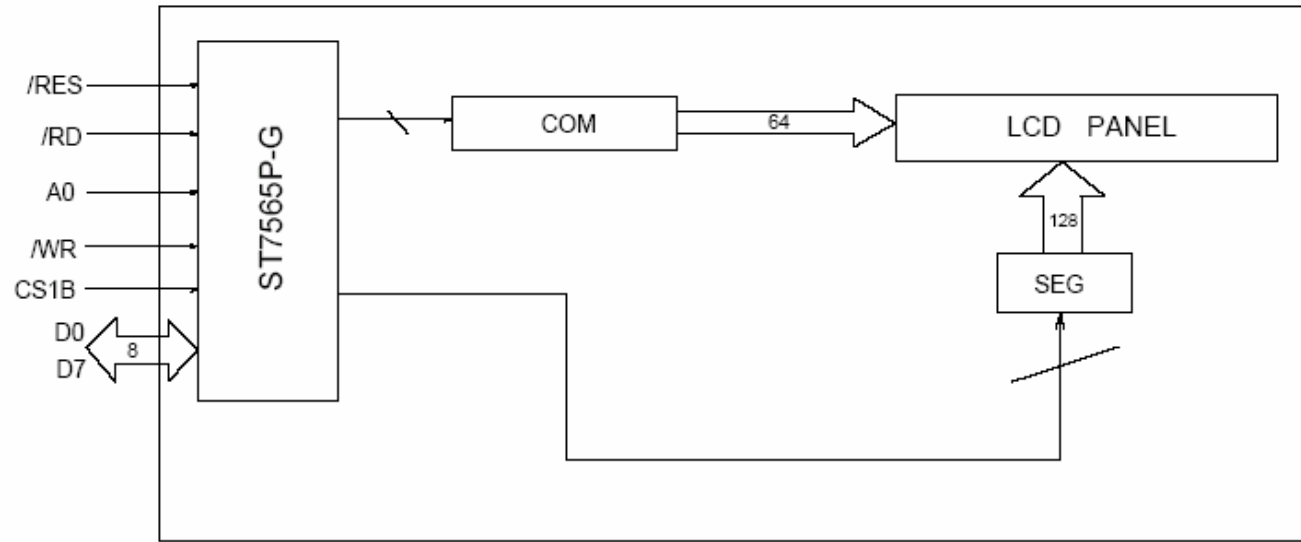 /RES
/RD
A0
/WR
CS1B
D0
D7
8
ST7565P-G
COM
64
LCD PANEL
128
SEG